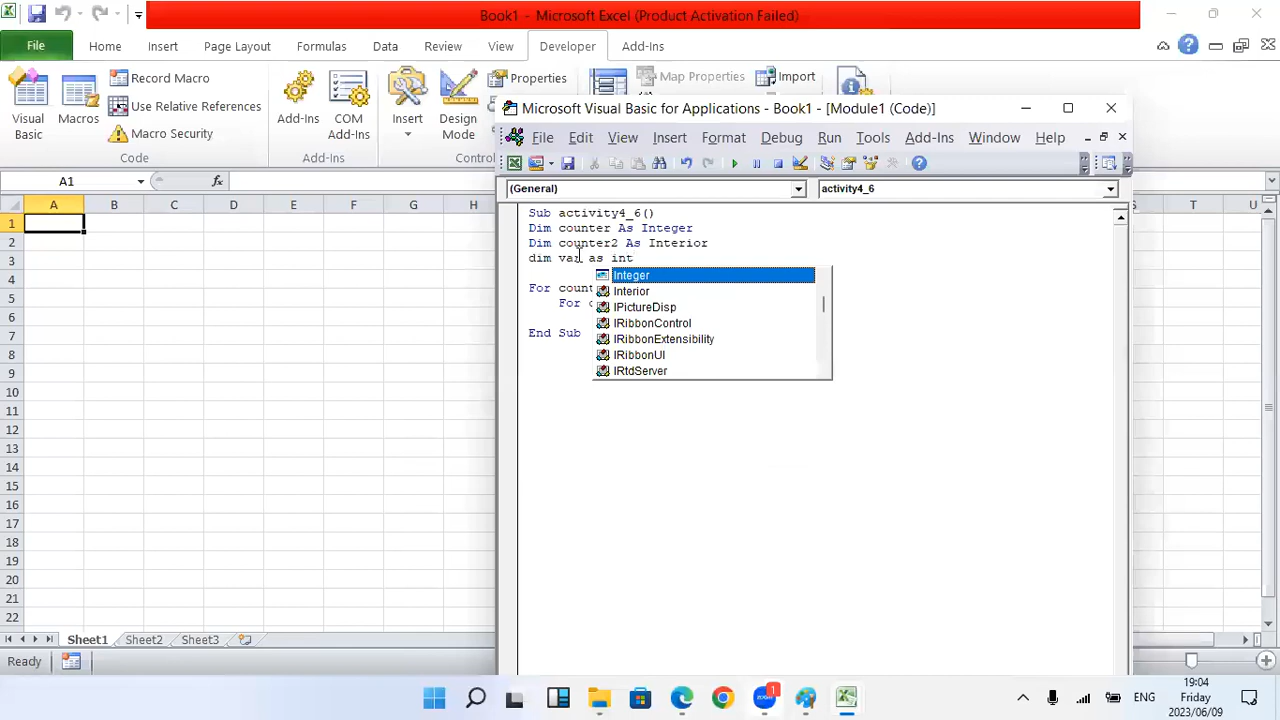 Book1 - Microsoft Excel (Product Activation Failed)
File Home Insert Page Layout Formulas Data Review View Developer Add-Ins
Visual Basic
Macros
Record Macro
Use Relative References
Macro Security
Code
Add-Ins
COM Add-Ins
Add-Ins
Insert
Design Mode
Properties
Map Properties
Import
Microsoft Visual Basic for Applications - Book1 - [Module1 (Code)]
File Edit View Insert Format Debug Run Tools Add-Ins Window Help
A1
fx
(General)
activity4_6
A B C D E F G H S T U
1
2
3
4
5
6
7
8
9
10
11
12
13
14
15
16
17
18
19
20
21
22
Sub activity4_6()
Dim counter As Integer
Dim counter2 As Interior
dim var as int
For
For
End Sub
Integer
Interior
IPictureDisp
IRibbonControl
IRibbonExtensibility
IRibbonUI
IRtdServer
Sheet1 Sheet2 Sheet3
Ready
zoom
1
ENG
19:04
Friday
2023/06/09